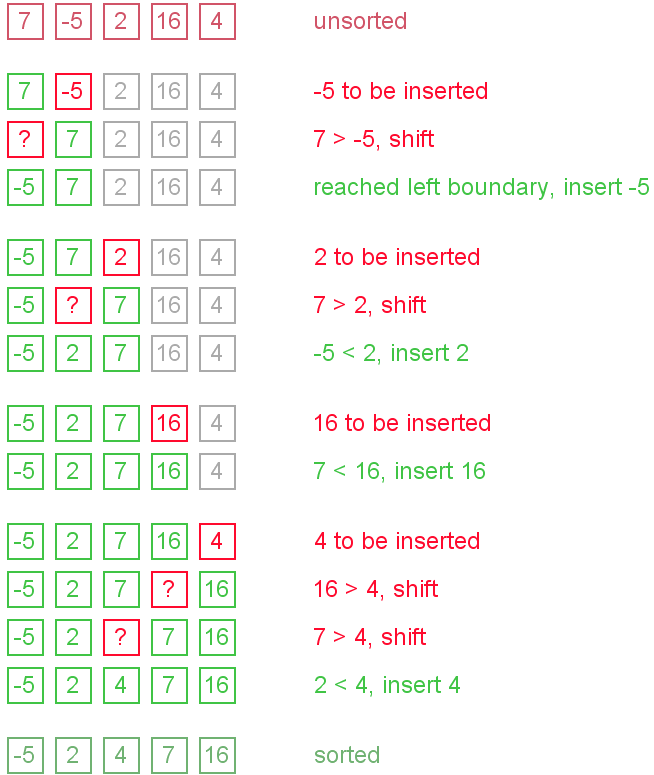 7 -5 2 16 4 unsorted
7 -5 2 16 4 -5 to be inserted
? 7 2 16 4 7 > -5, shift
-5 7 2 16 4 reached left boundary, insert -5
-5 7 2 16 4 2 to be inserted
-5 ? 7 16 4 7 > 2, shift
-5 2 7 16 4 -5 < 2, insert 2
-5 2 7 16 4 16 to be inserted
-5 2 7 16 4 7 < 16, insert 16
-5 2 7 16 4 4 to be inserted
-5 2 7 ? 16 16 > 4, shift
-5 2 ? 7 16 7 > 4, shift
-5 2 4 7 16 2 < 4, insert 4
-5 2 4 7 16 sorted